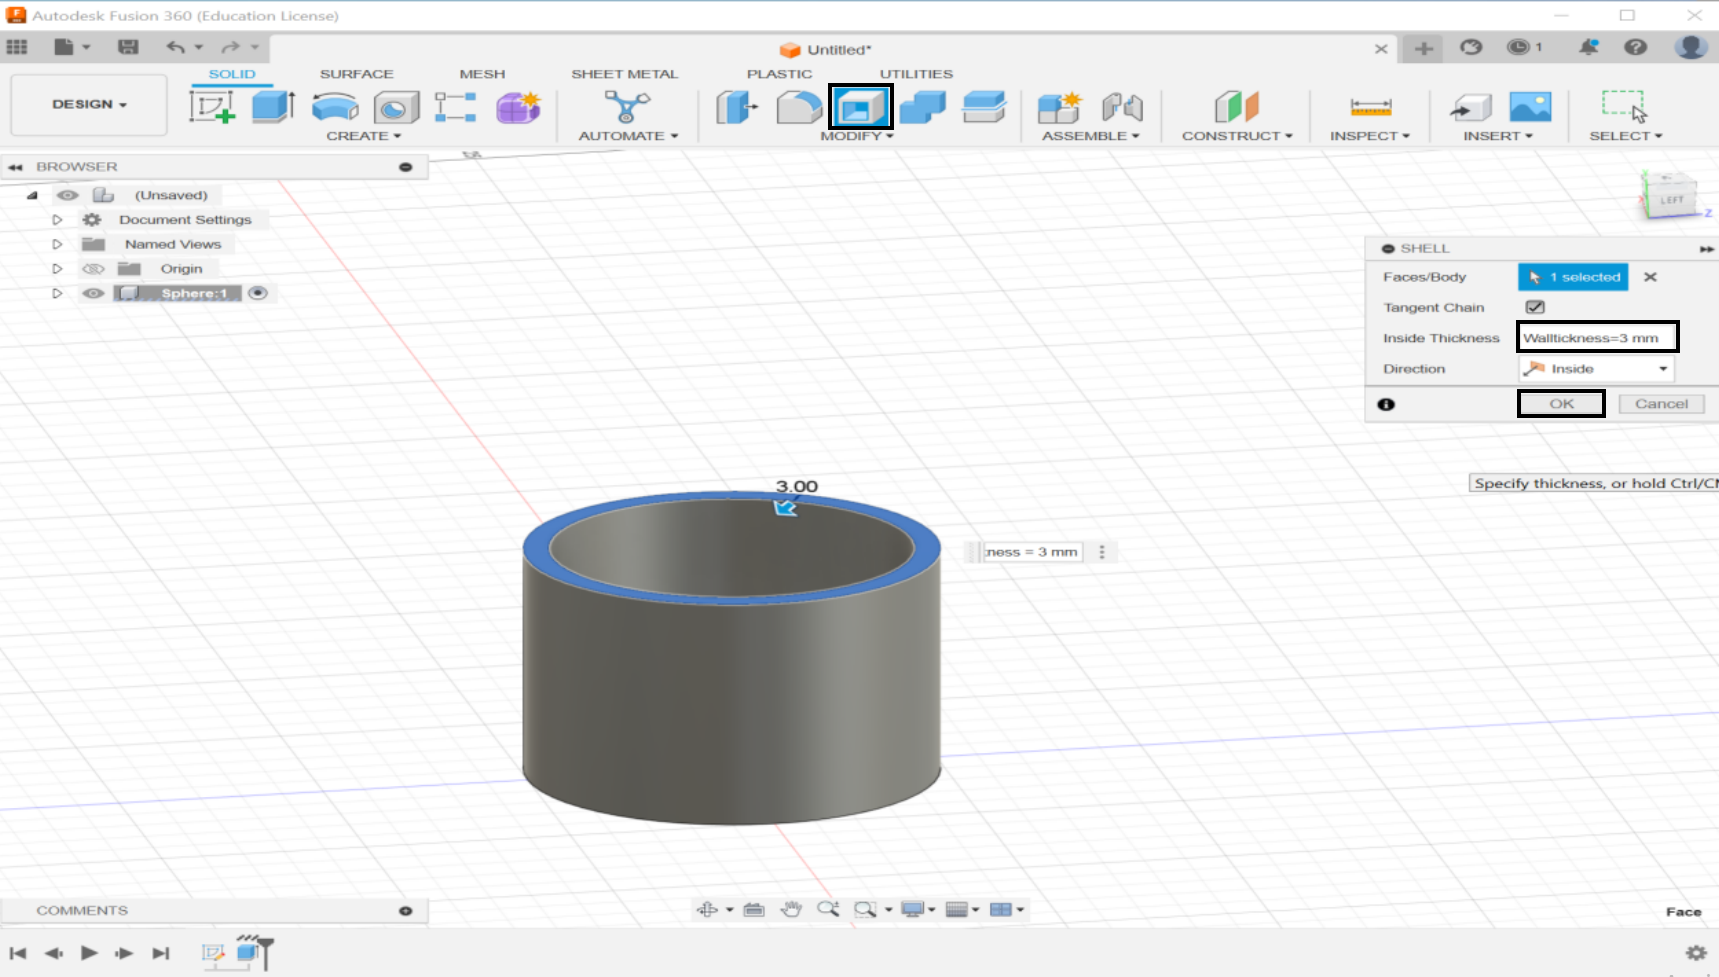 Autodesk Fusion 360 (Education License)
Untitled*
1
SOLID SURFACE MESH SHEET METAL PLASTIC UTILITIES
DESIGN
CREATE AUTOMATE MODIFY ASSEMBLE CONSTRUCT INSPECT INSERT SELECT
BROWSER
(Unsaved)
Document Settings
Named Views
Origin
Sphere:1
LEFT
Z
SHELL
Faces/Body 1 selected
Tangent Chain
Inside Thickness Walltickness=3 mm
Direction Inside
OK Cancel
Specify thickness, or hold Ctrl/C
3.00
ness = 3 mm
COMMENTS
Face